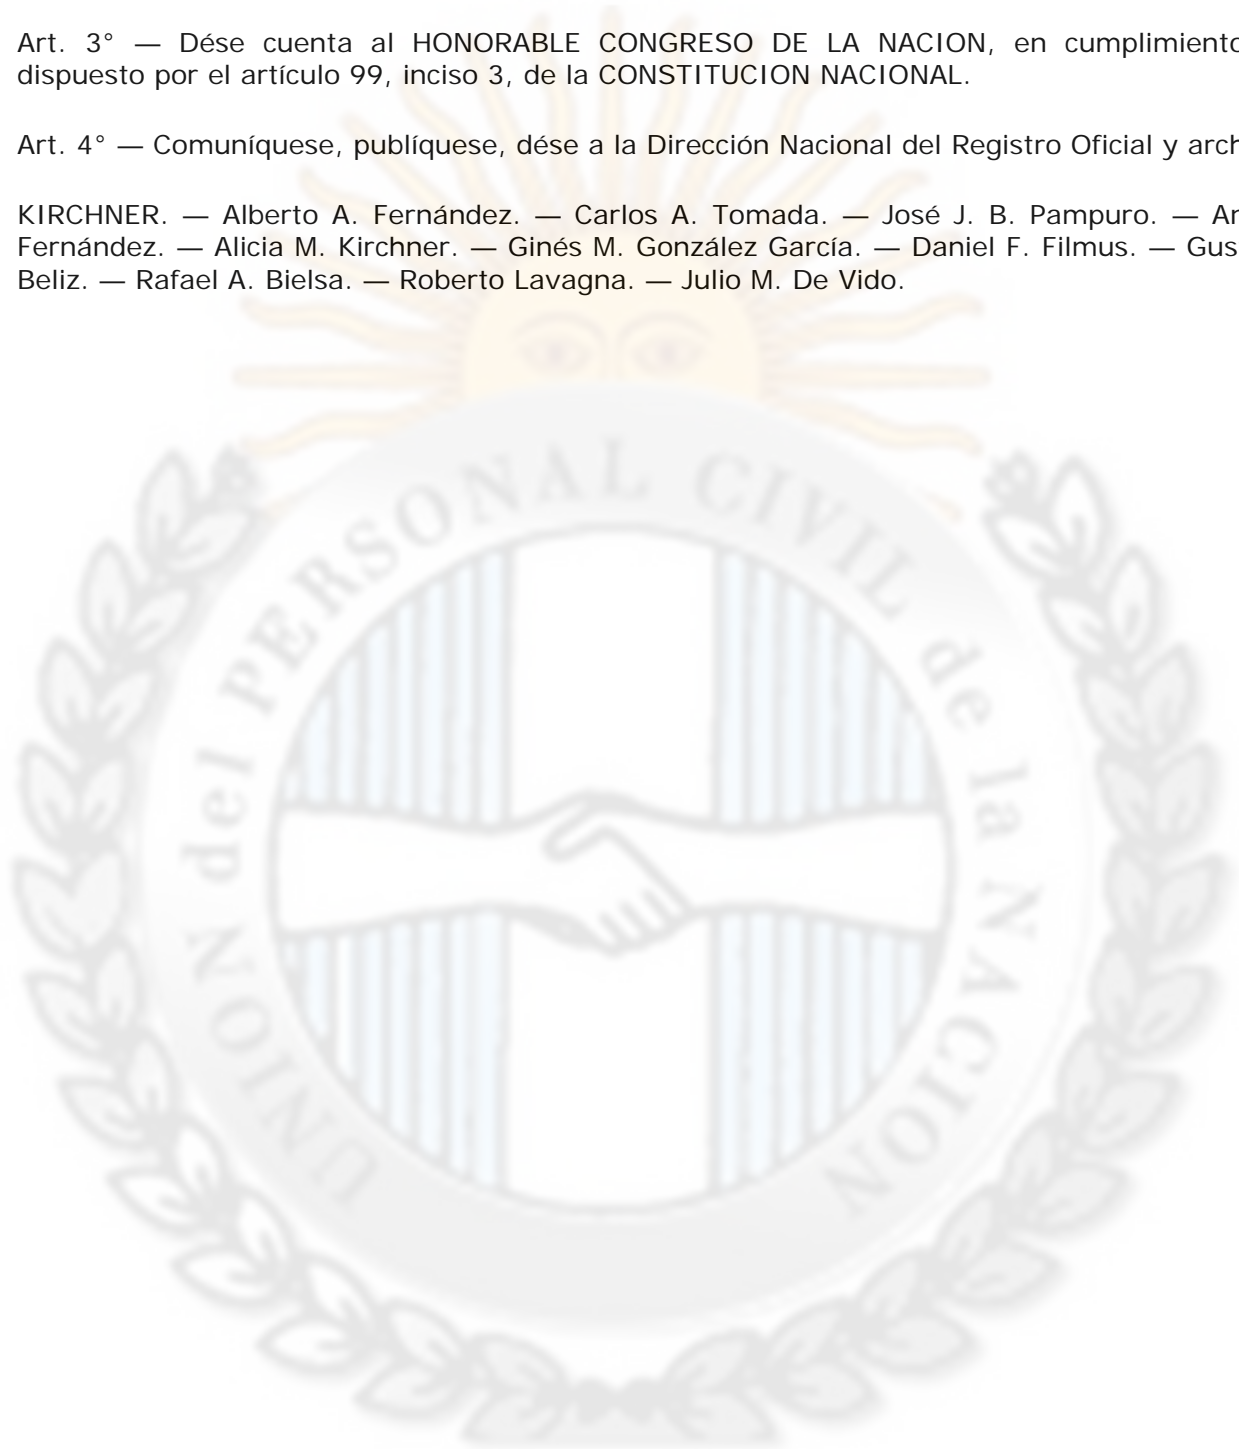 Art. 3° — Dése cuenta al HONORABLE CONGRESO DE LA NACION, en cumplimiento
dispuesto por el artículo 99, inciso 3, de la CONSTITUCION NACIONAL.
Art. 4° — Comuníquese, publíquese, dése a la Dirección Nacional del Registro Oficial y
KIRCHNER. — Alberto A. Fernández. — Carlos A. Tomada. — José J. B. Pampuro. —
Fernández. — Alicia M. Kirchner. — Ginés M. González García. — Daniel F. Filmus. —
Beliz. — Rafael A. Bielsa. — Roberto Lavagna. — Julio M. De Vido.
UNION del PERSONAL CIVIL de la NACION